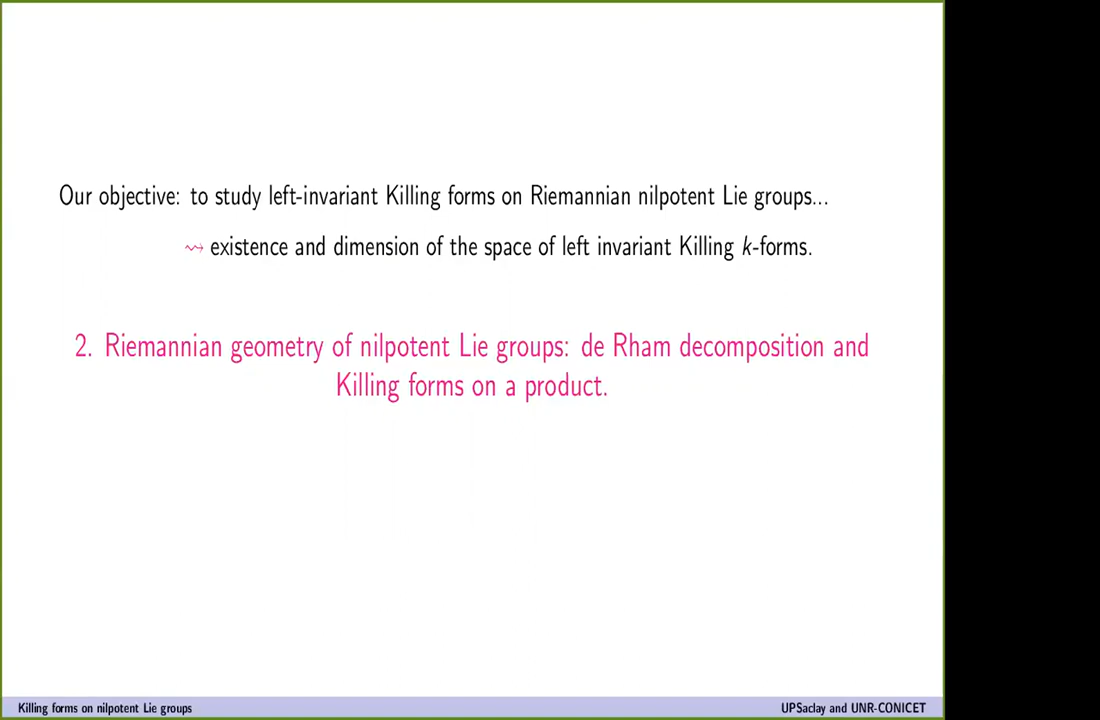 Our objective: to study left-invariant Killing forms on Riemannian nilpotent Lie groups...
⇝ existence and dimension of the space of left invariant Killing k-forms.
2. Riemannian geometry of nilpotent Lie groups: de Rham decomposition and
Killing forms on a product.
Killing forms on nilpotent Lie groups
UPSaclay and UNR-CONICET